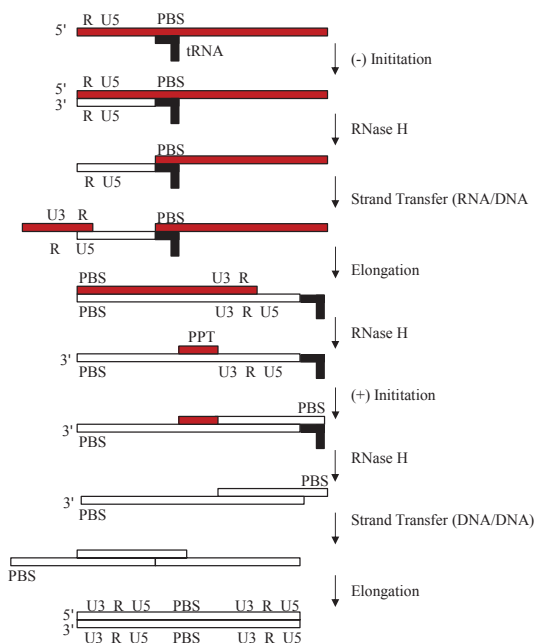 R U5 PBS
5'
tRNA
(-) Inititation
R U5 PBS
5'
3'
R U5
RNase H
PBS
R U5
Strand Transfer (RNA/DNA
U3 R PBS
R U5
Elongation
PBS U3 R
PBS U3 R U5
RNase H
PPT
3'
PBS U3 R U5
(+) Inititation
PBS
3'
PBS
RNase H
PBS
3'
PBS
Strand Transfer (DNA/DNA)
PBS
Elongation
U3 R U5 PBS U3 R U5
5'
3'
U3 R U5 PBS U3 R U5